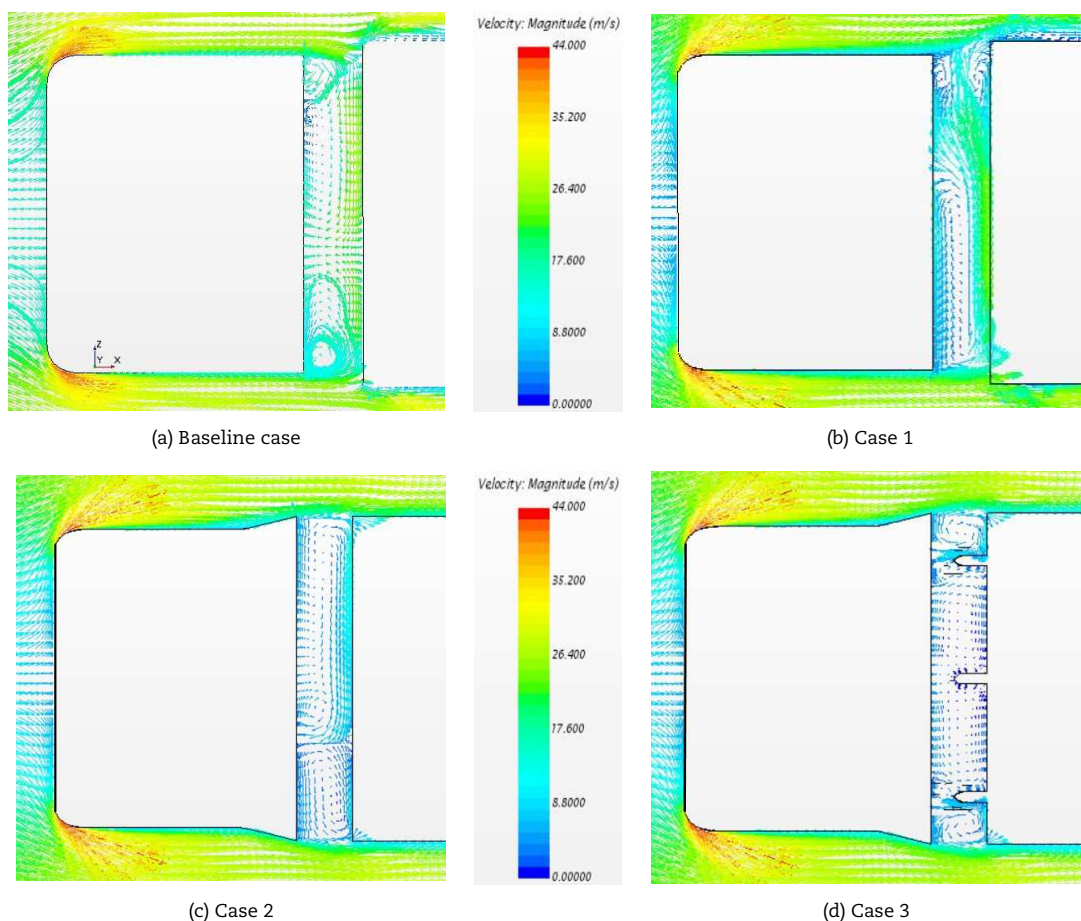 Velocity: Magnitude (m/s)
44.000
35.200
26.400
17.600
8.8000
0.00000
Z
Y X
(a) Baseline case
(b) Case 1
Velocity: Magnitude (m/s)
44.000
35.200
26.400
17.600
8.8000
0.00000
(c) Case 2
(d) Case 3